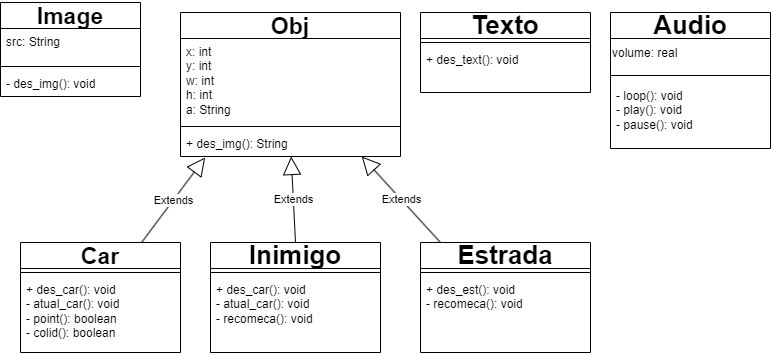 Image
src: String
- des_img(): void
Obj
x: int
y: int
w: int
h: int
a: String
+ des_img(): String
Texto
+ des_text(): void
Audio
volume: real
- loop(): void
- play(): void
- pause(): void
Extends
Extends
Extends
Car
+ des_car(): void
- atual_car(): void
- point(): boolean
- colid(): boolean
Inimigo
+ des_car(): void
- atual_car(): void
- recomeca(): void
Estrada
+ des_est(): void
- recomeca(): void